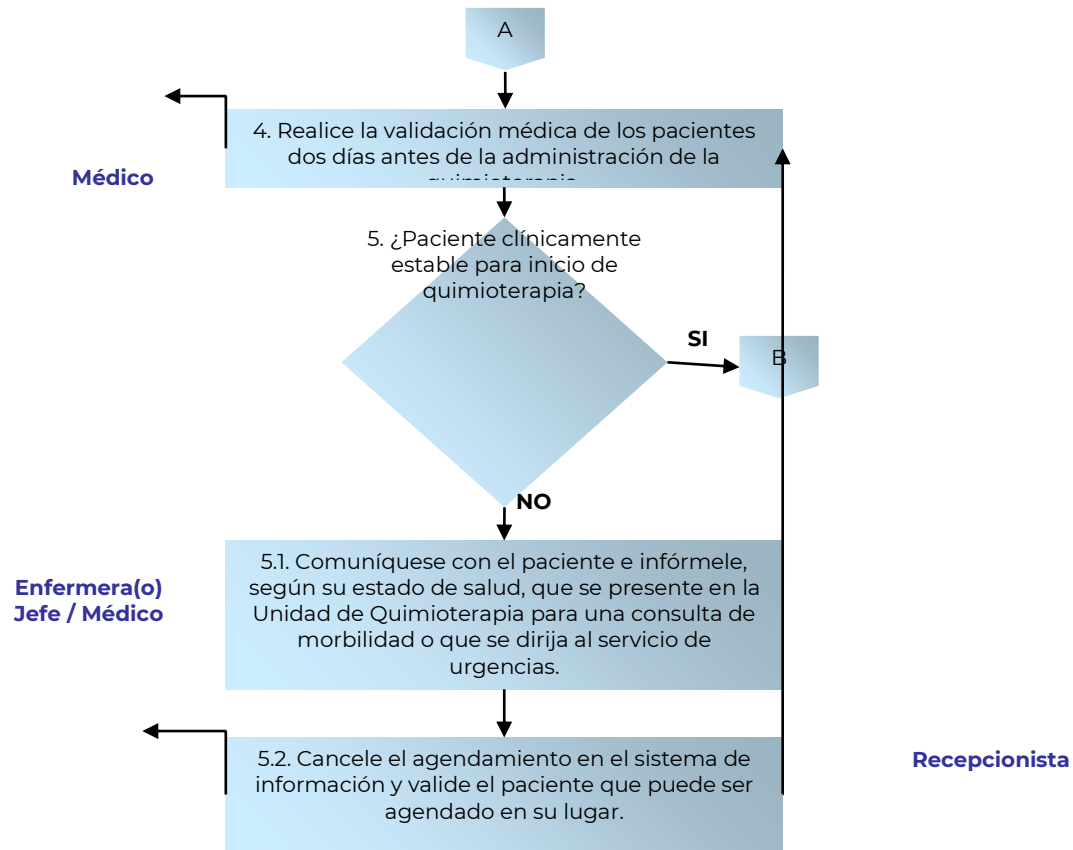 A
4. Realice la validación médica de los pacientes
dos días antes de la administración de la
Médico
5. ¿Paciente clínicamente
estable para inicio de
quimioterapia?
SI
B
NO
5.1. Comuníquese con el paciente e infórmele,
según su estado de salud, que se presente en la
Unidad de Quimioterapia para una consulta de
morbilidad o que se dirija al servicio de
urgencias.
Enfermera(o)
Jefe / Médico
5.2. Cancele el agendamiento en el sistema de
información y valide el paciente que puede ser
agendado en su lugar.
Recepcionista